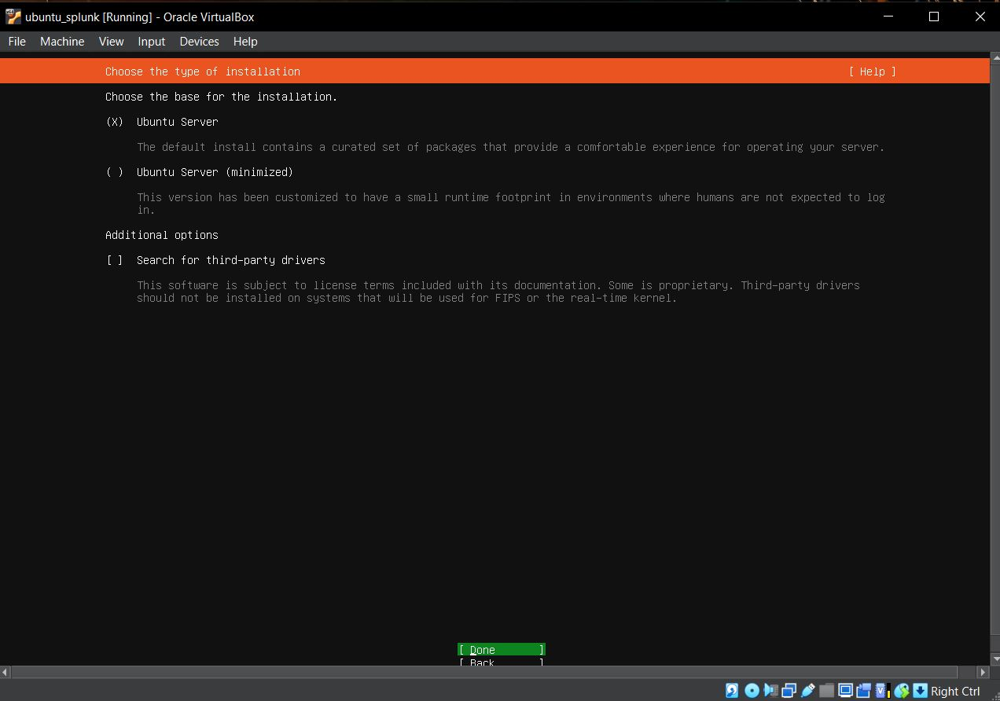 ubuntu_splunk [Running] - Oracle VirtualBox
File Machine View Input Devices Help
Choose the type of installation [ Help ]
Choose the base for the installation.
(X) Ubuntu Server
The default install contains a curated set of packages that provide a comfortable experience for operating your server.
( ) Ubuntu Server (minimized)
This version has been customized to have a small runtime footprint in environments where humans are not expected to log
in.
Additional options
[ ] Search for third-party drivers
This software is subject to license terms included with its documentation. Some is proprietary. Third-party drivers
should not be installed on systems that will be used for FIPS or the real-time kernel.
[ Done ]
[ Back ]
Right Ctrl